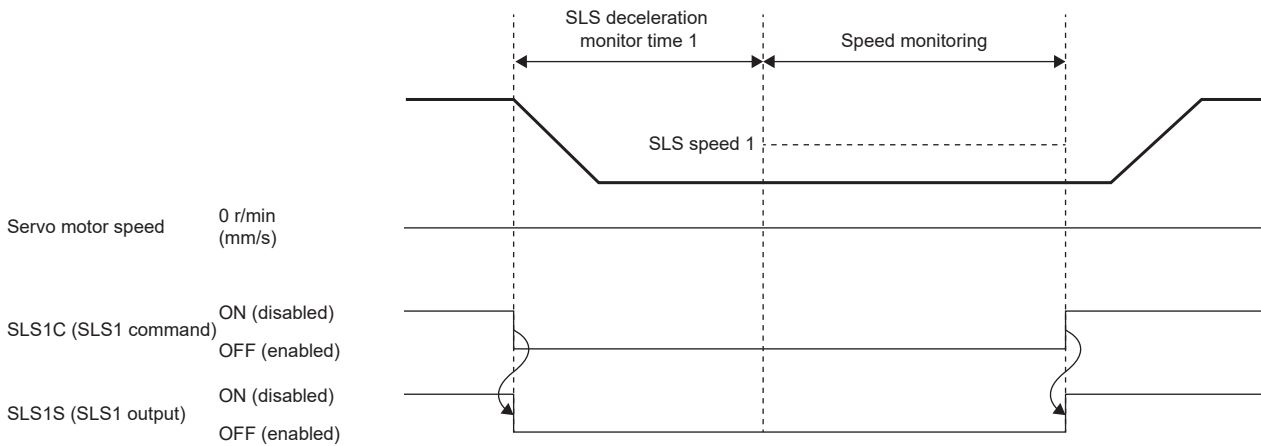 SLS deceleration
monitor time 1
Speed monitoring
SLS speed 1
Servo motor speed
0 r/min
(mm/s)
SLS1C (SLS1 command)
ON (disabled)
OFF (enabled)
SLS1S (SLS1 output)
ON (disabled)
OFF (enabled)